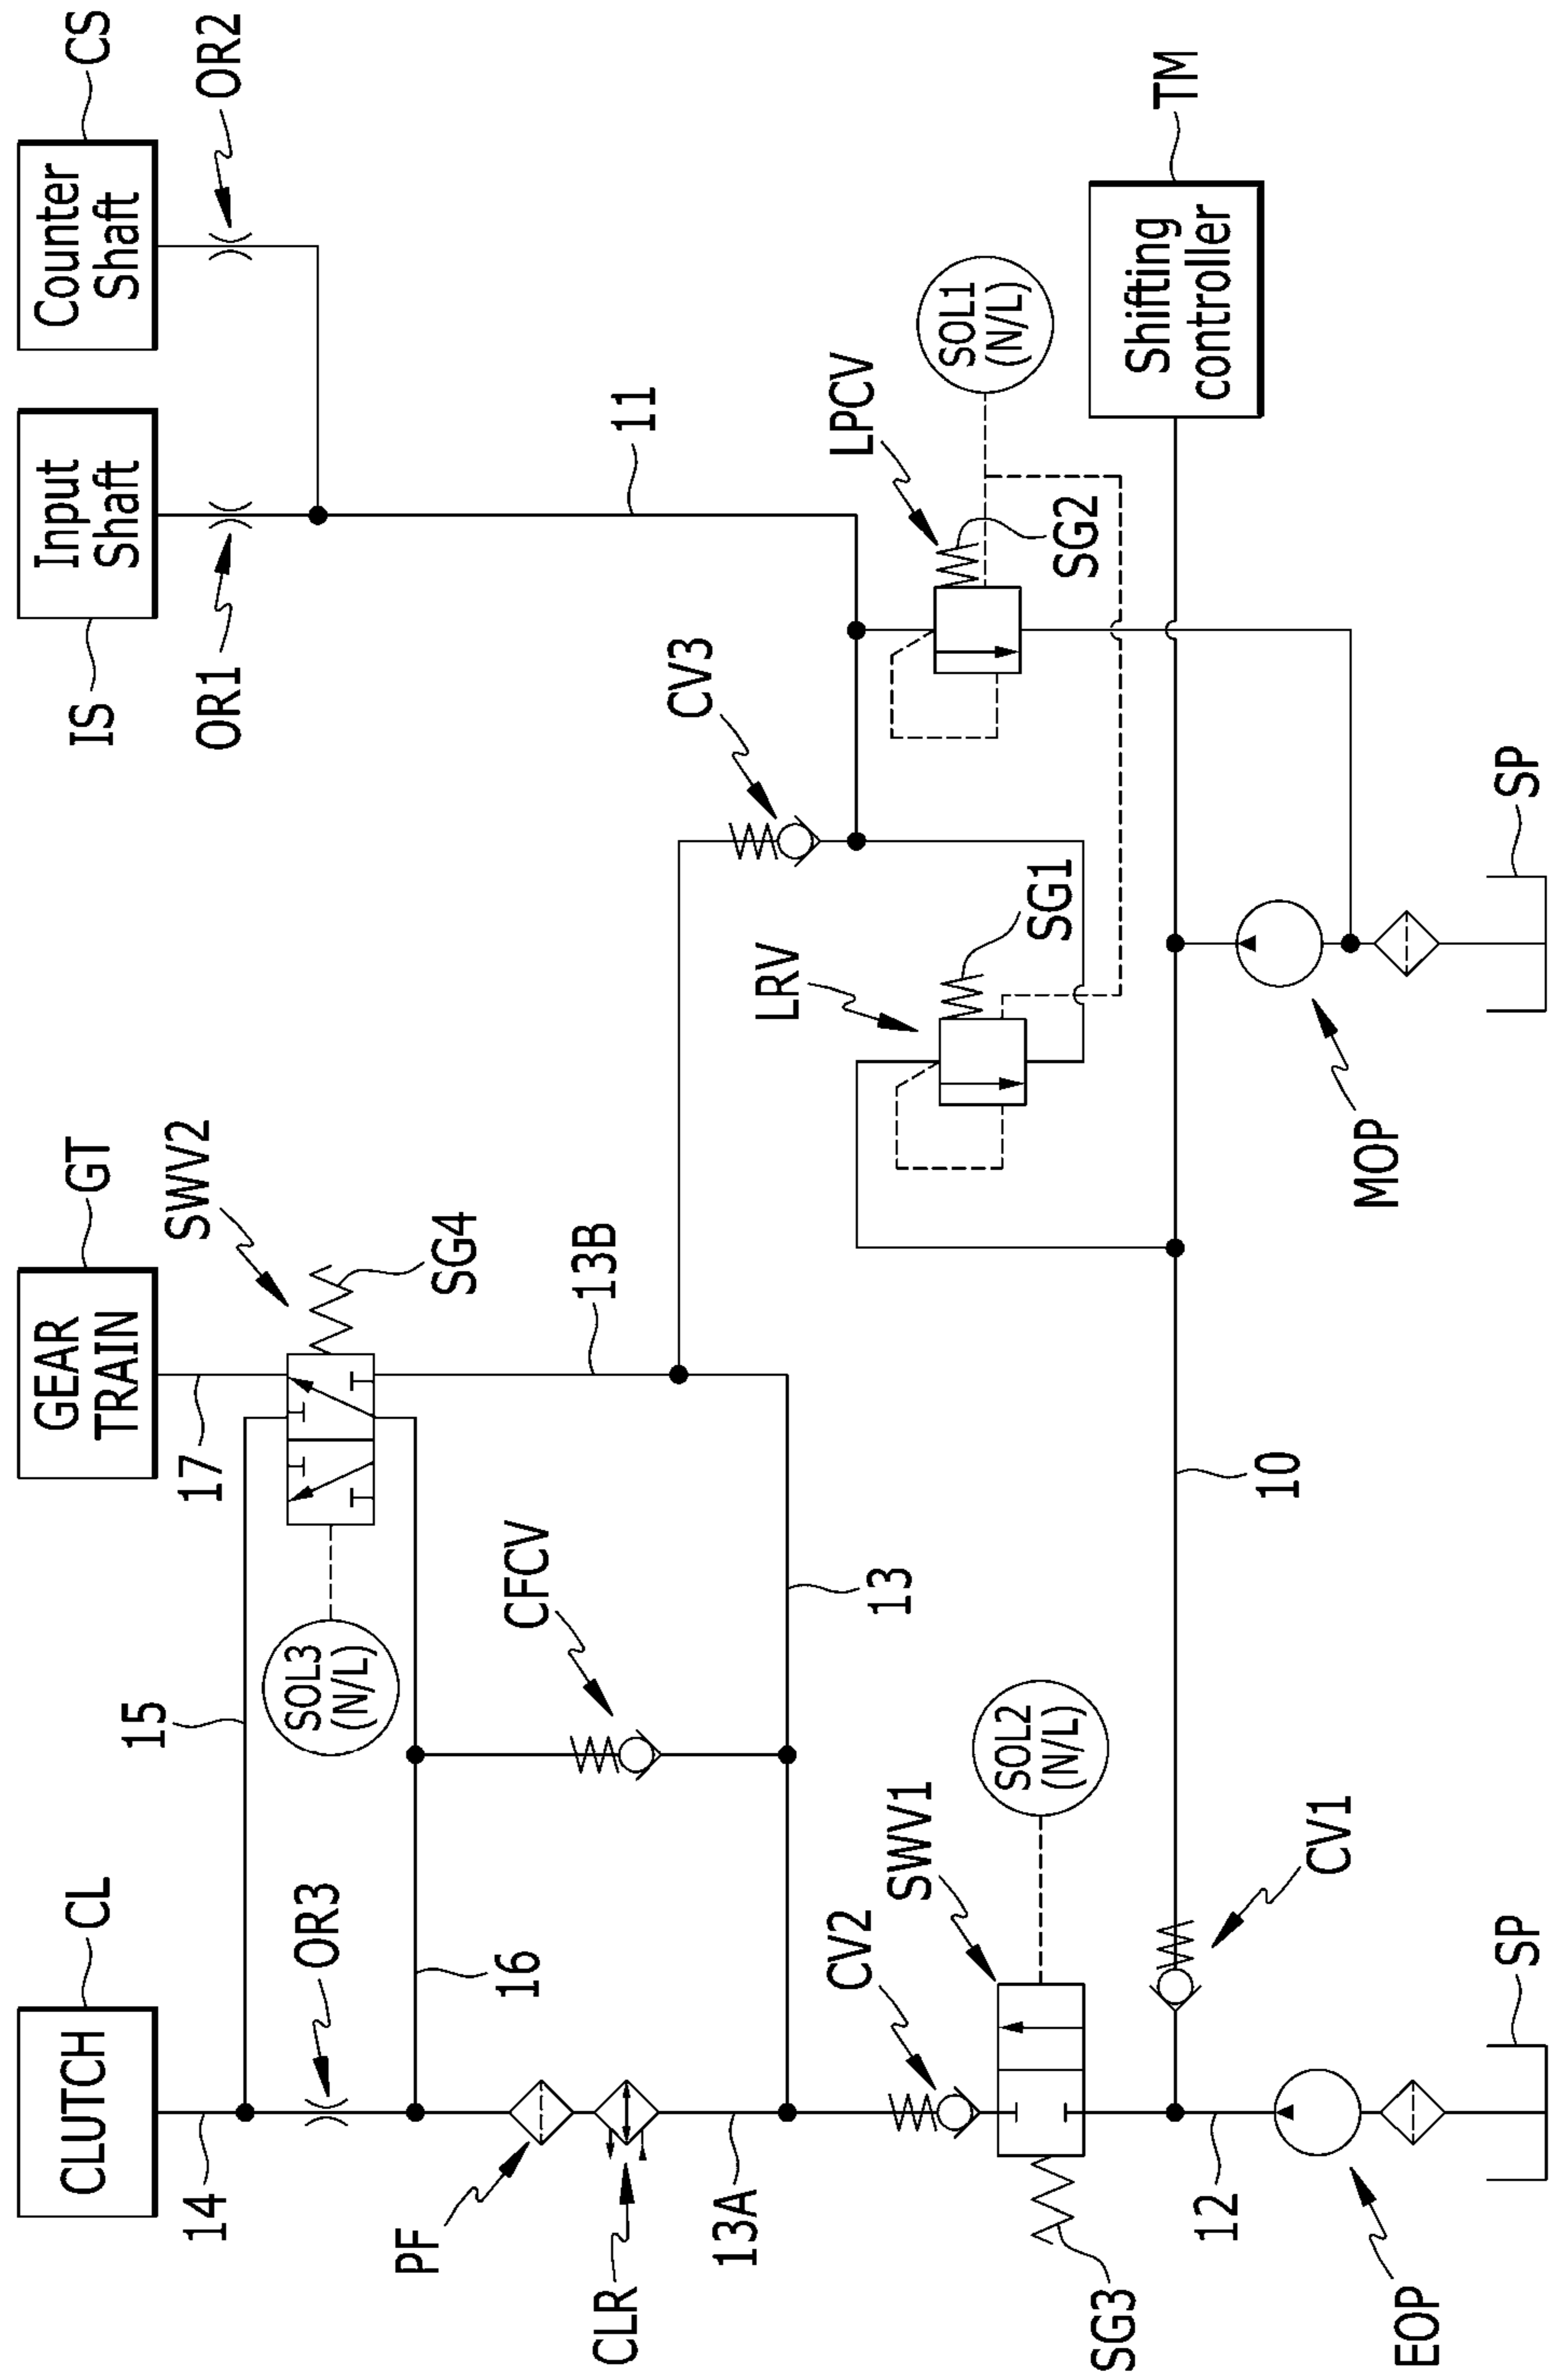 CLUTCH
CL
GEAR
TRAIN
GT
Input
Shaft
IS
Counter
Shaft
CS
14
15
17
SWV2
OR1
OR2
OR3
SOL3
(N/L)
SG4
PF
16
CFCV
13B
11
CLR
13A
13
CV3
LRV
LPCV
CV2
SWV1
SOL2
(N/L)
SG1
SG2
SOL1
(N/L)
SG3
12
CV1
10
Shifting
controller
TM
EOP
SP
MOP
SP